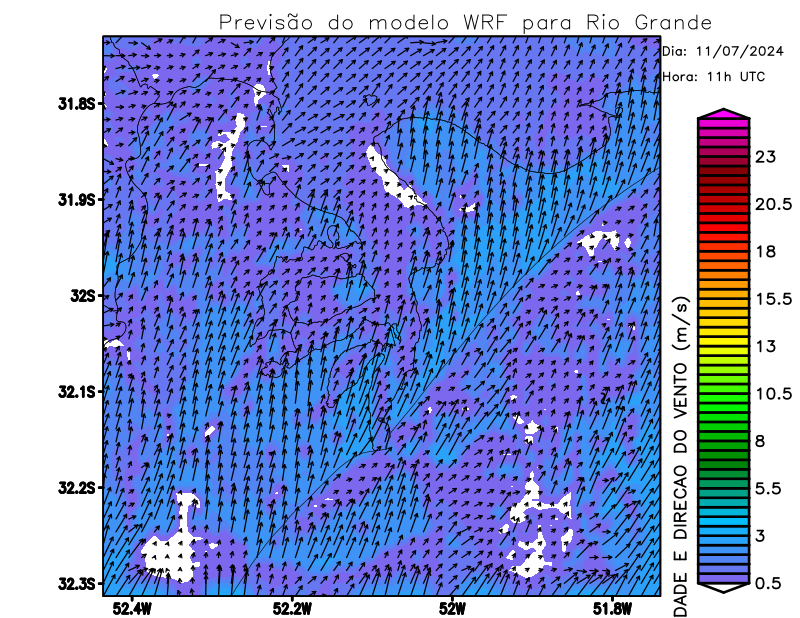 Previsão do modelo WRF para Rio Grande
Dia: 11/07/2024
Hora: 11h UTC
31.8S
31.9S
32S
32.1S
32.2S
32.3S
52.4W
52.2W
52W
51.8W
DADE E DIRECAO DO VENTO (m/s)
23
20.5
18
15.5
13
10.5
8
5.5
3
0.5